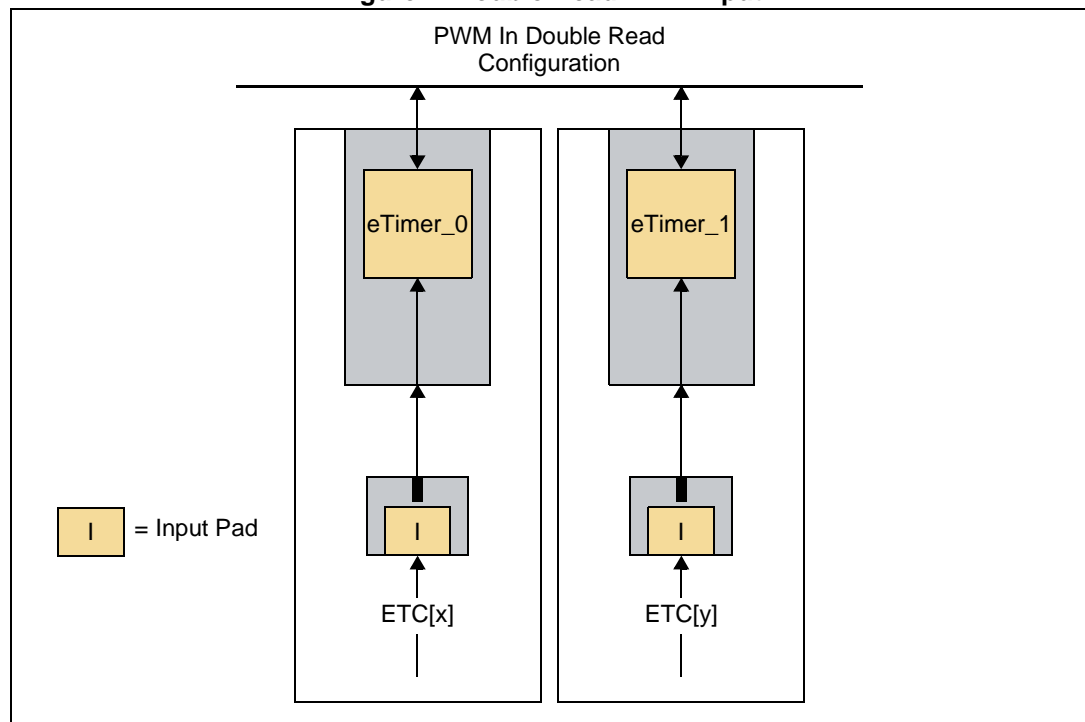 PWM In Double Read
Configuration
eTimer_0
eTimer_1
I = Input Pad
I
I
ETC[x]
ETC[y]